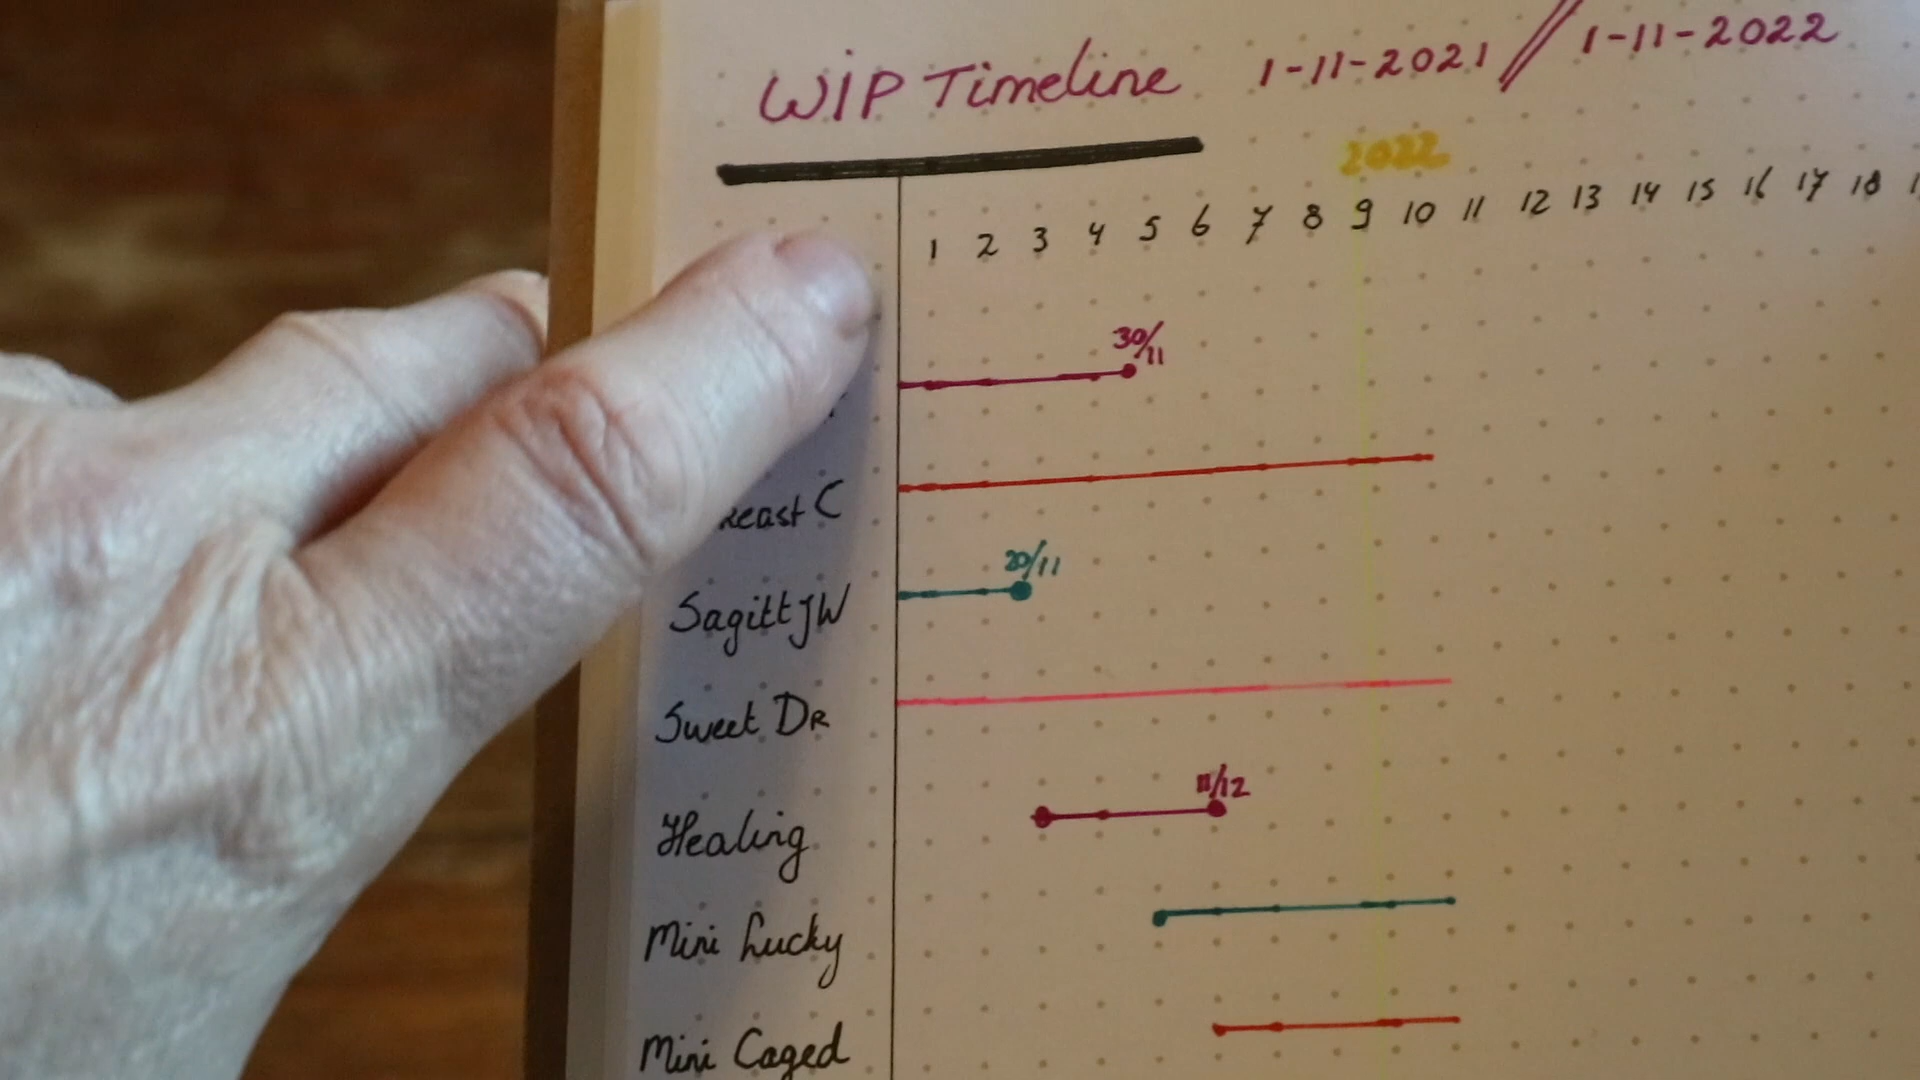 WIP Timeline 1-11-2021 // 1-11-2022
2022
1 2 3 4 5 6 7 8 9 10 11 12 13 14 15 16 17 18
30/11
C
20/11
Sagitt JW
Sweet DR
11/12
Healing
Mini Lucky
Mini Caged